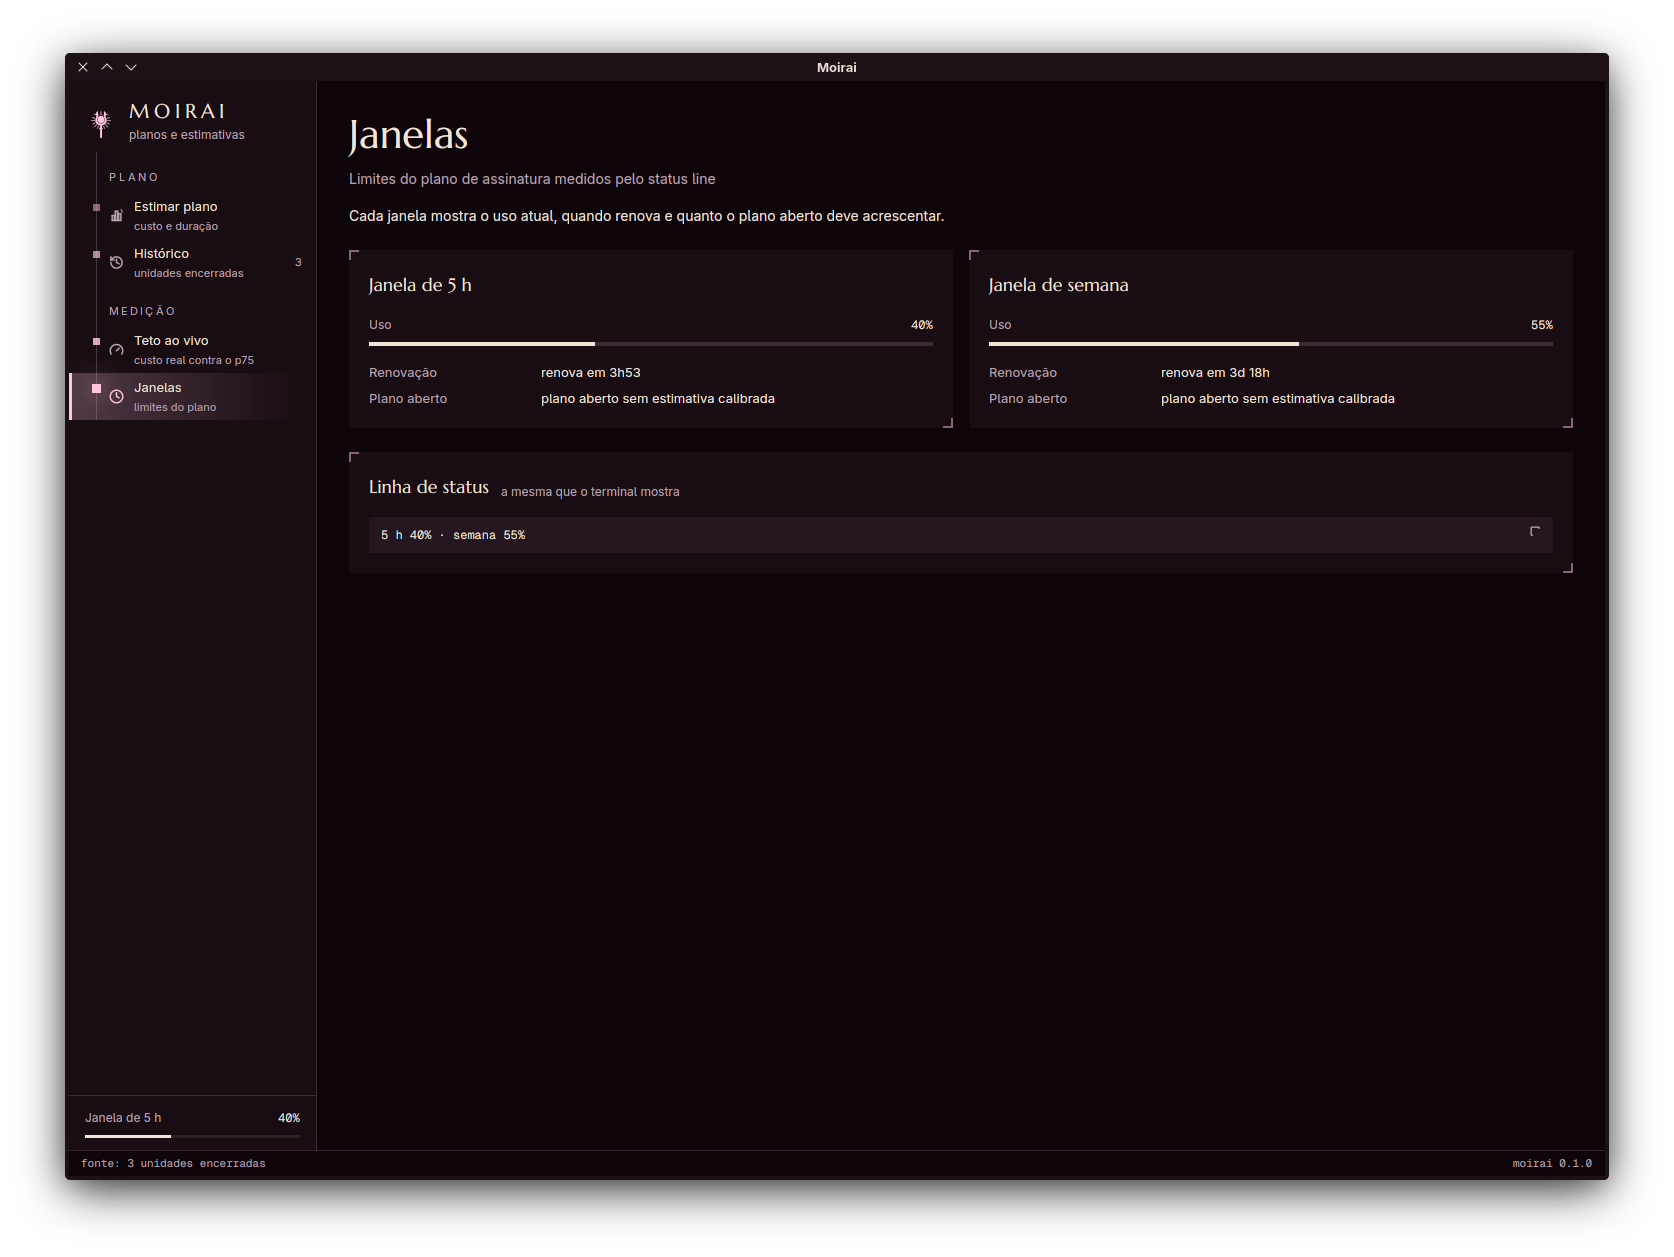 Moirai
MOIRAI
planos e estimativas
PLANO
Estimar plano
custo e duração
Histórico
unidades encerradas
3
MEDIÇÃO
Teto ao vivo
custo real contra o p75
Janelas
limites do plano
Janela de 5 h 40%
Janelas
Limites do plano de assinatura medidos pelo status line
Cada janela mostra o uso atual, quando renova e quanto o plano aberto deve acrescentar.
Janela de 5 h
Uso 40%
Renovação renova em 3h53
Plano aberto plano aberto sem estimativa calibrada
Janela de semana
Uso 55%
Renovação renova em 3d 18h
Plano aberto plano aberto sem estimativa calibrada
Linha de status a mesma que o terminal mostra
5 h 40% · semana 55%
fonte: 3 unidades encerradas
moirai 0.1.0